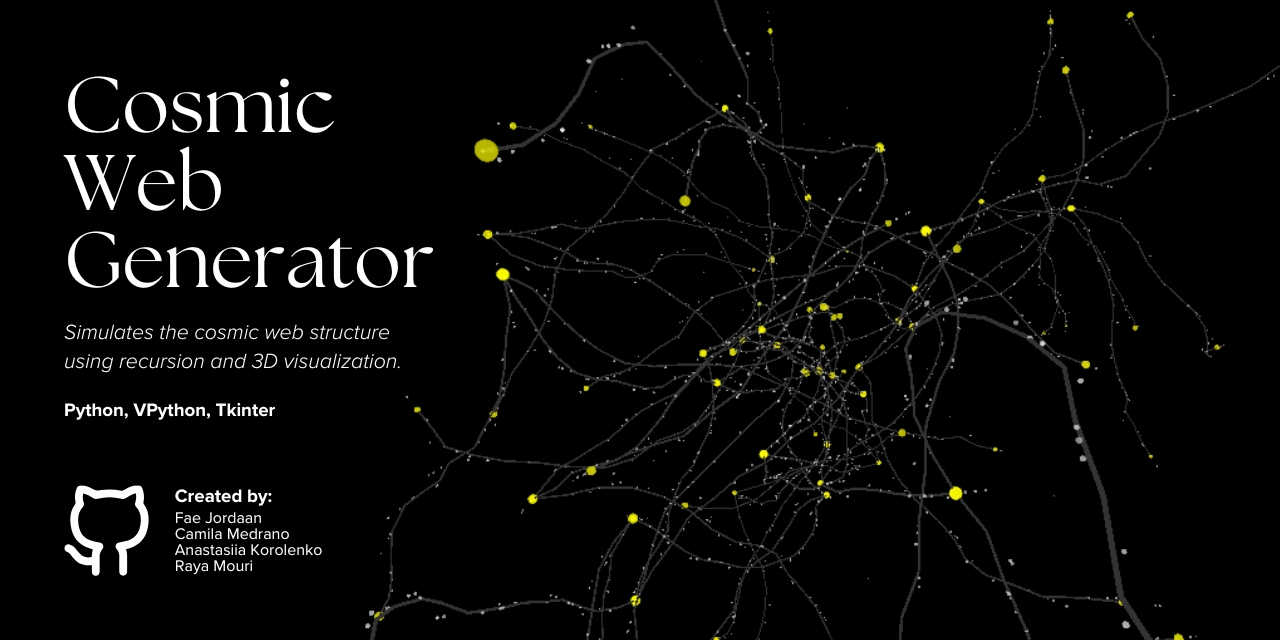 Cosmic
Web
Generator
Simulates the cosmic web structure
using recursion and 3D visualization.
Python, VPython, Tkinter
Created by:
Fae Jordaan
Camila Medrano
Anastasiia Korolenko
Raya Mouri